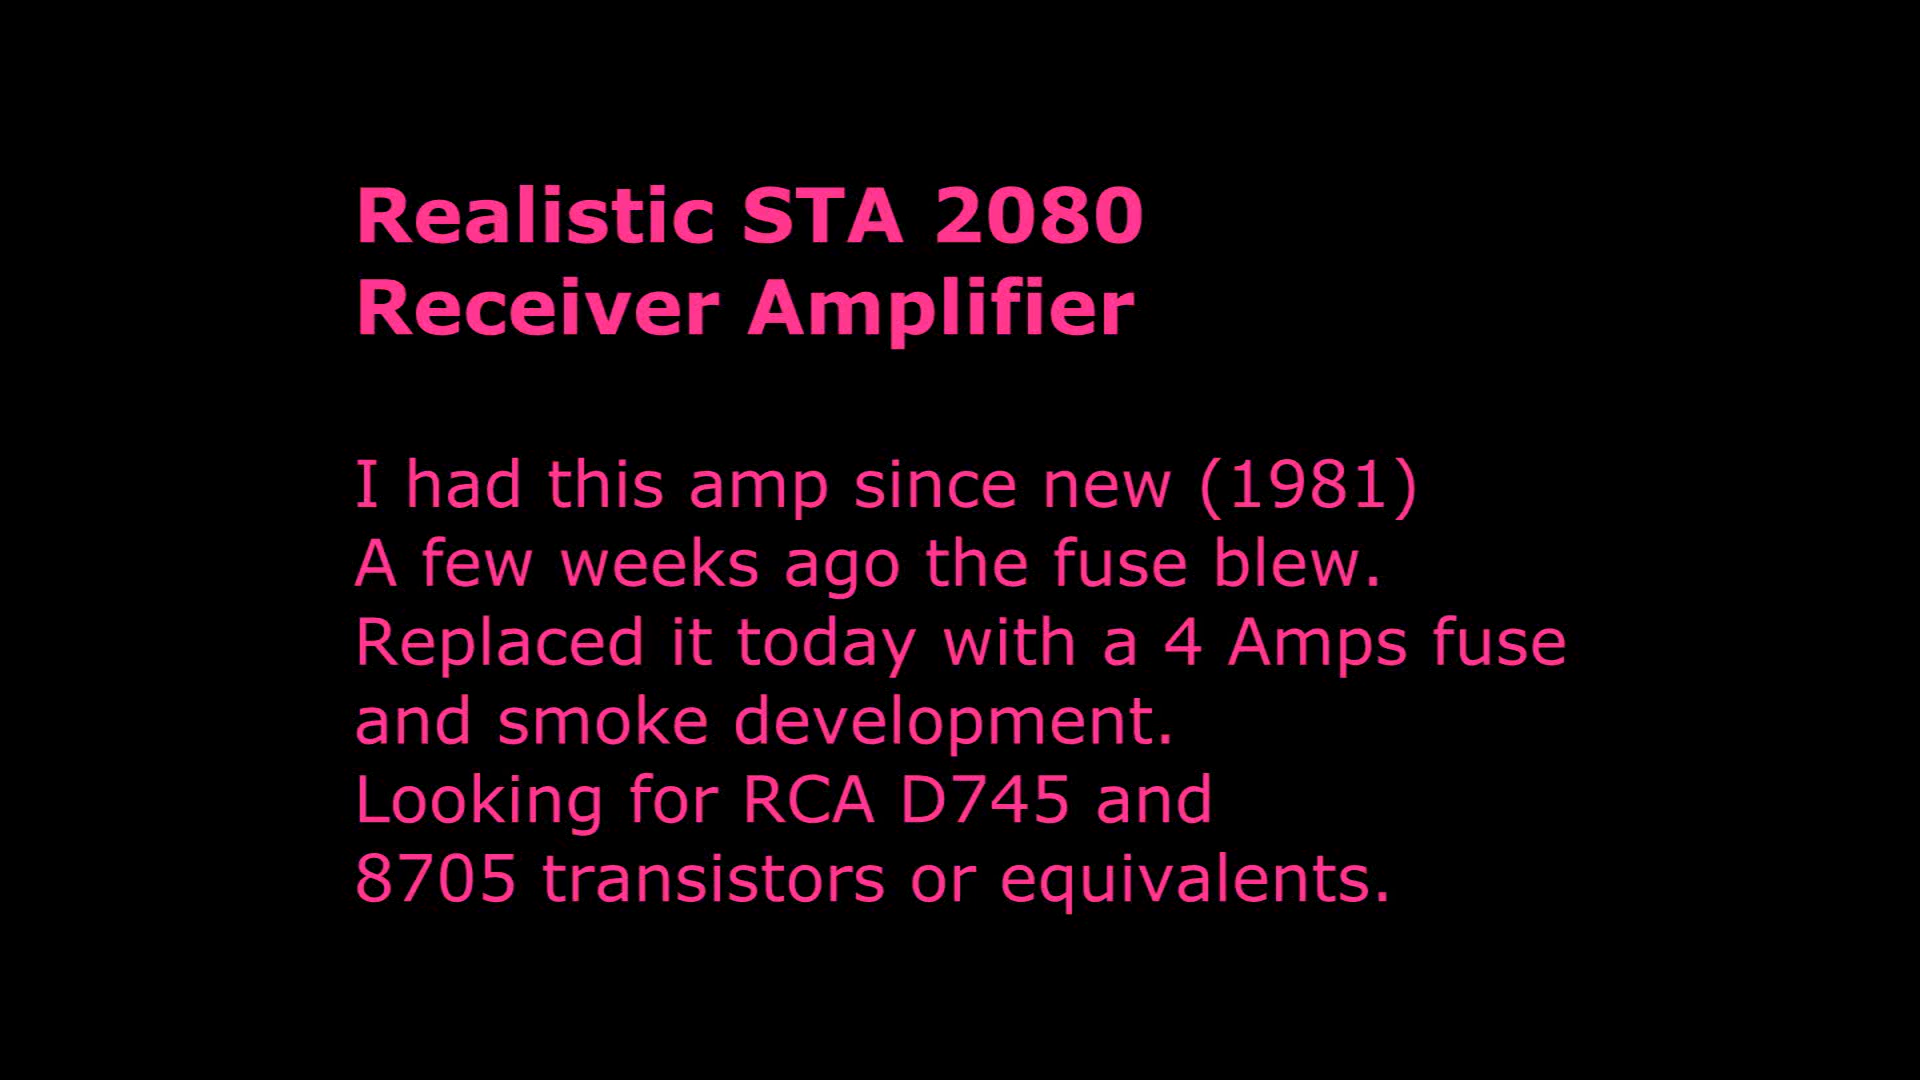 Realistic STA 2080
Receiver Amplifier
I had this amp since new (1981)
A few weeks ago the fuse blew.
Replaced it today with a 4 Amps fuse
and smoke development.
Looking for RCA D745 and
8705 transistors or equivalents.